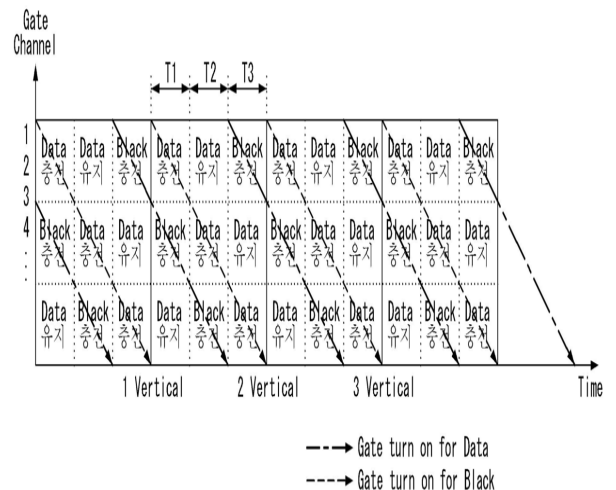 Gate
Channel
T1 T2 T3
1
2
3
4
:
:
Data Data Black Data Data Black Data Data Black Data Data Black
충전 유지 충전 충전 유지 충전 충전 유지 충전 충전 유지 충전
Black Data Data Black Data Data Black Data Data Black Data Data
충전 충전 유지 충전 충전 유지 충전 충전 유지 충전 충전 유지
Data Black Data Data Black Data Data Black Data Data Black Data
유지 충전 충전 유지 충전 충전 유지 충전 충전 유지 충전 충전
1 Vertical 2 Vertical 3 Vertical Time
Gate turn on for Data
Gate turn on for Black